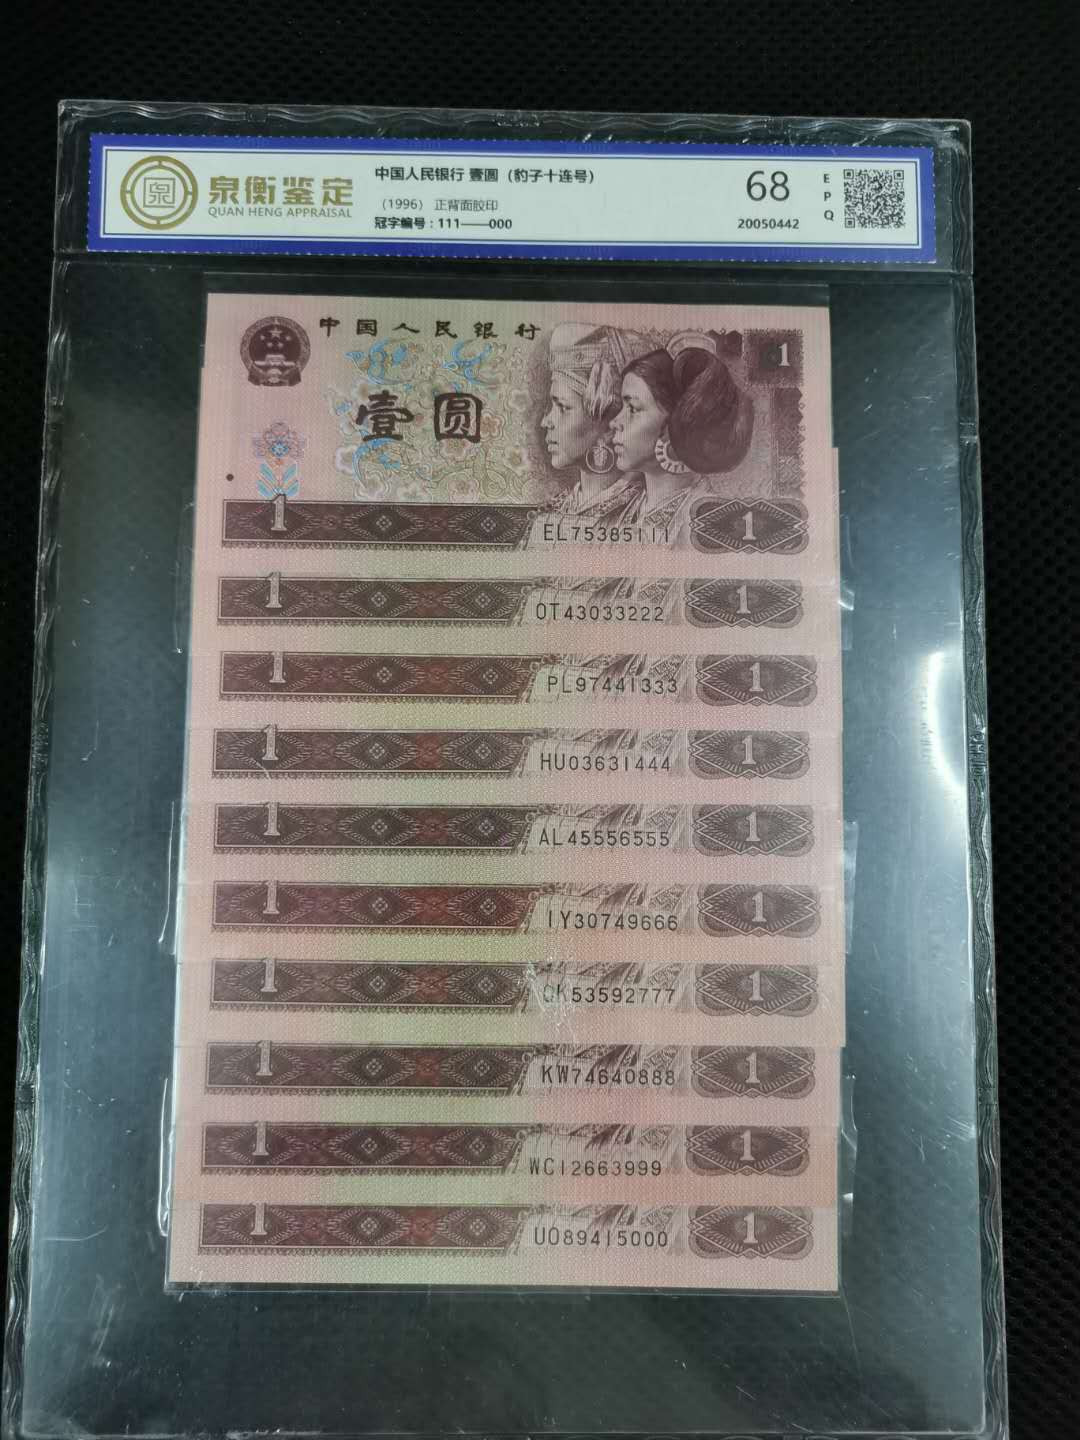 泉衡鉴定
QUAN HENG APPRAISAL
中国人民银行 壹圆（豹子十连号）
（1996） 正背面胶印
冠字编号：111——000
68
EPQ
20050442
中国人民银行
1
壹圆
1
EL75385111
1
1
OT43033222
1
1
PL97441333
1
1
HU03631444
1
1
AL45556555
1
1
IY30749666
1
1
53592777
1
1
KW74640888
1
1
WC12663999
1
1
UO89415000
1